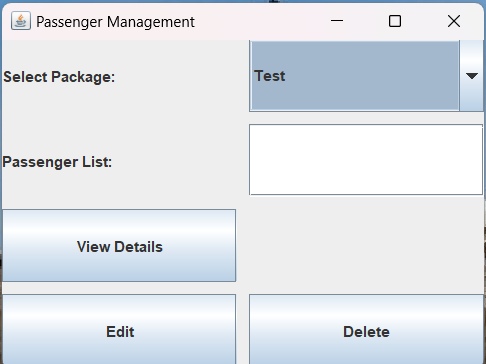 Passenger Management
Select Package:
Test
Passenger List:
View Details
Edit
Delete